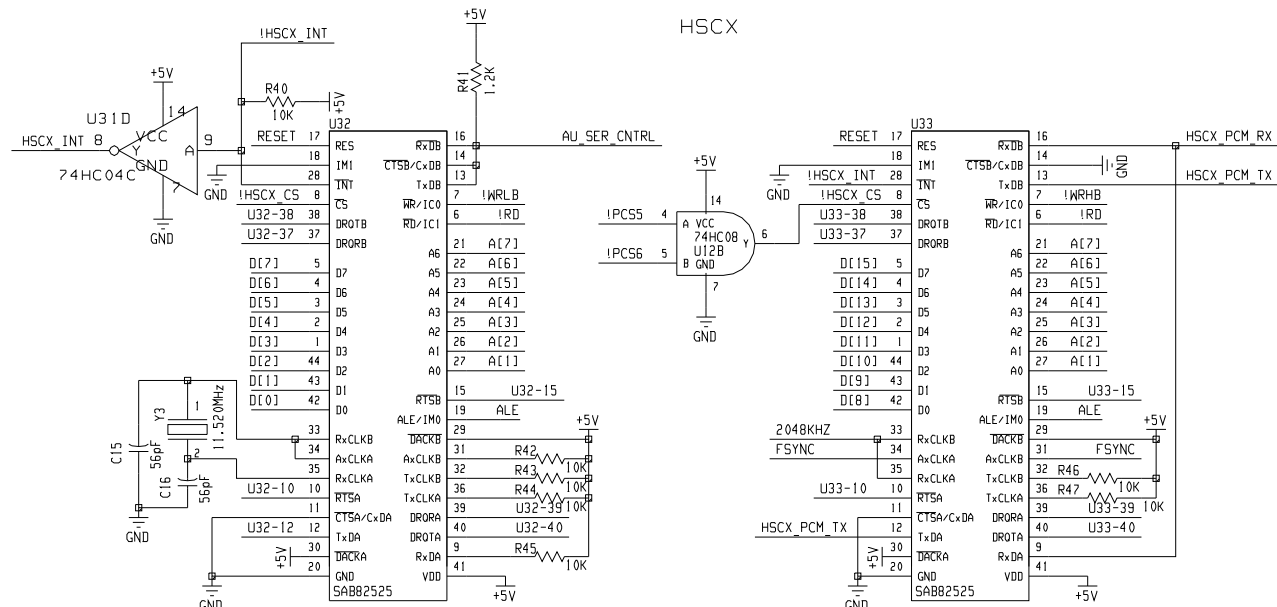 HSCX
!HSCX_INT
+5V
R41
1.2K
+5V
R40
10K
+5V
U31D
14
VCC
HSCX_INT 8 Y A 9
GND
74HC04C
7
GND
U32
RESET 17 RES
18 IM1
GND
28 INT
!HSCX_CS 8 CS
U32-38 38 DRQTB
U32-37 37 DRQRB
D[7] 5 D7
D[6] 4 D6
D[5] 3 D5
D[4] 2 D4
D[3] 1 D3
D[2] 44 D2
D[1] 43 D1
D[0] 42 D0
33 RxCLKB
34 AxCLKA
35 RxCLKA
U32-10 10 RTSA
11 CTSA/CxDA
U32-12 12 TxDA
+5V 30 DACKA
20 GND
GND
SAB82525
RxDB 16 AU_SER_CNTRL
CTSB/CxDB 14
TxDB 13
WR/IC0 7 !WRLB
RD/IC1 6 !RD
A6 21 A[7]
A5 22 A[6]
A4 23 A[5]
A3 24 A[4]
A2 25 A[3]
A1 26 A[2]
A0 27 A[1]
RTSB 15 U32-15
ALE/IM0 19 ALE
+5V
DACKB 29
AxCLKB 31 R42 10K
TxCLKB 32 R43 10K
TxCLKA 36 R44 10K
DRQRA 39 U32-39
DRQTA 40 U32-40
RxDA 9 R45 10K
VDD 41
+5V
Y3
1
11.520MHz
2
C15
56pF
C16
56pF
GND
+5V
14
!PCS5 4 A VCC
74HC08 Y 6
U12B
!PCS6 5 B GND
7
GND
U33
RESET 17 RES
18 IM1
GND
!HSCX_INT 28 INT
!HSCX_CS 8 CS
U33-38 38 DRQTB
U33-37 37 DRQRB
D[15] 5 D7
D[14] 4 D6
D[13] 3 D5
D[12] 2 D4
D[11] 1 D3
D[10] 44 D2
D[9] 43 D1
D[8] 42 D0
2048KHZ 33 RxCLKB
FSYNC 34 AxCLKA
35 RxCLKA
U33-10 10 RTSA
11 CTSA/CxDA
HSCX_PCM_TX 12 TxDA
+5V 30 DACKA
20 GND
GND
SAB82525
RxDB 16 HSCX_PCM_RX
CTSB/CxDB 14 GND
TxDB 13 HSCX_PCM_TX
WR/IC0 7 !WRHB
RD/IC1 6 !RD
A6 21 A[7]
A5 22 A[6]
A4 23 A[5]
A3 24 A[4]
A2 25 A[3]
A1 26 A[2]
A0 27 A[1]
RTSB 15 U33-15
ALE/IM0 19 ALE
+5V
DACKB 29
AxCLKB 31 FSYNC
TxCLKB 32 R46 10K
TxCLKA 36 R47 10K
DRQRA 39 U33-39
DRQTA 40 U33-40
RxDA 9
VDD 41
+5V